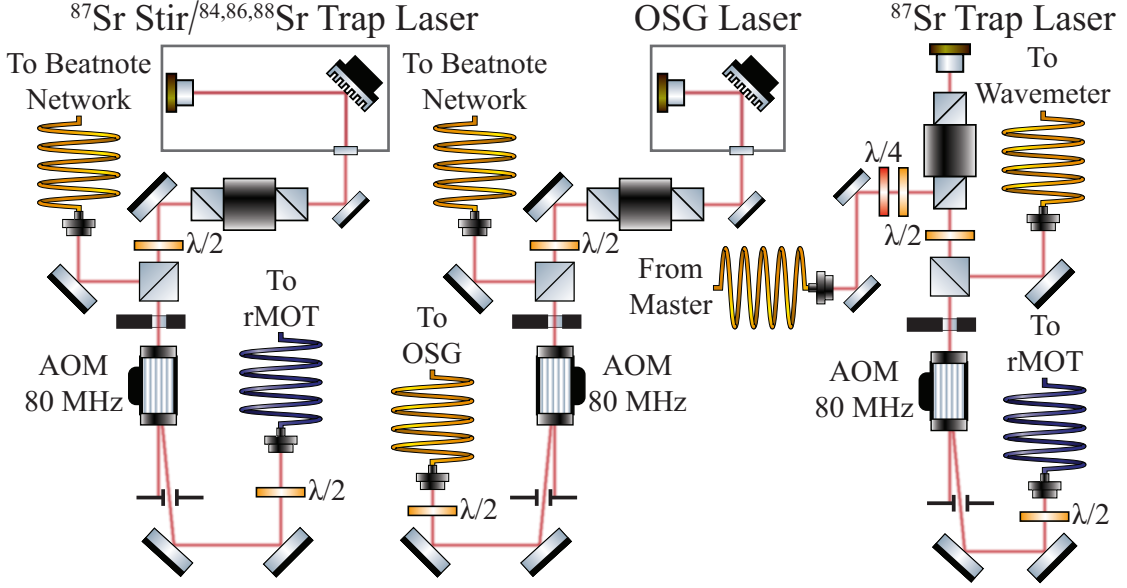 ⁸⁷Sr Stir/⁸⁴,⁸⁶,⁸⁸Sr Trap Laser
To Beatnote
Network
λ/2
To
rMOT
AOM
80 MHz
λ/2
OSG Laser
To Beatnote
Network
λ/2
To
OSG
AOM
80 MHz
λ/2
⁸⁷Sr Trap Laser
To
Wavemeter
λ/4
λ/2
From
Master
To
rMOT
AOM
80 MHz
λ/2